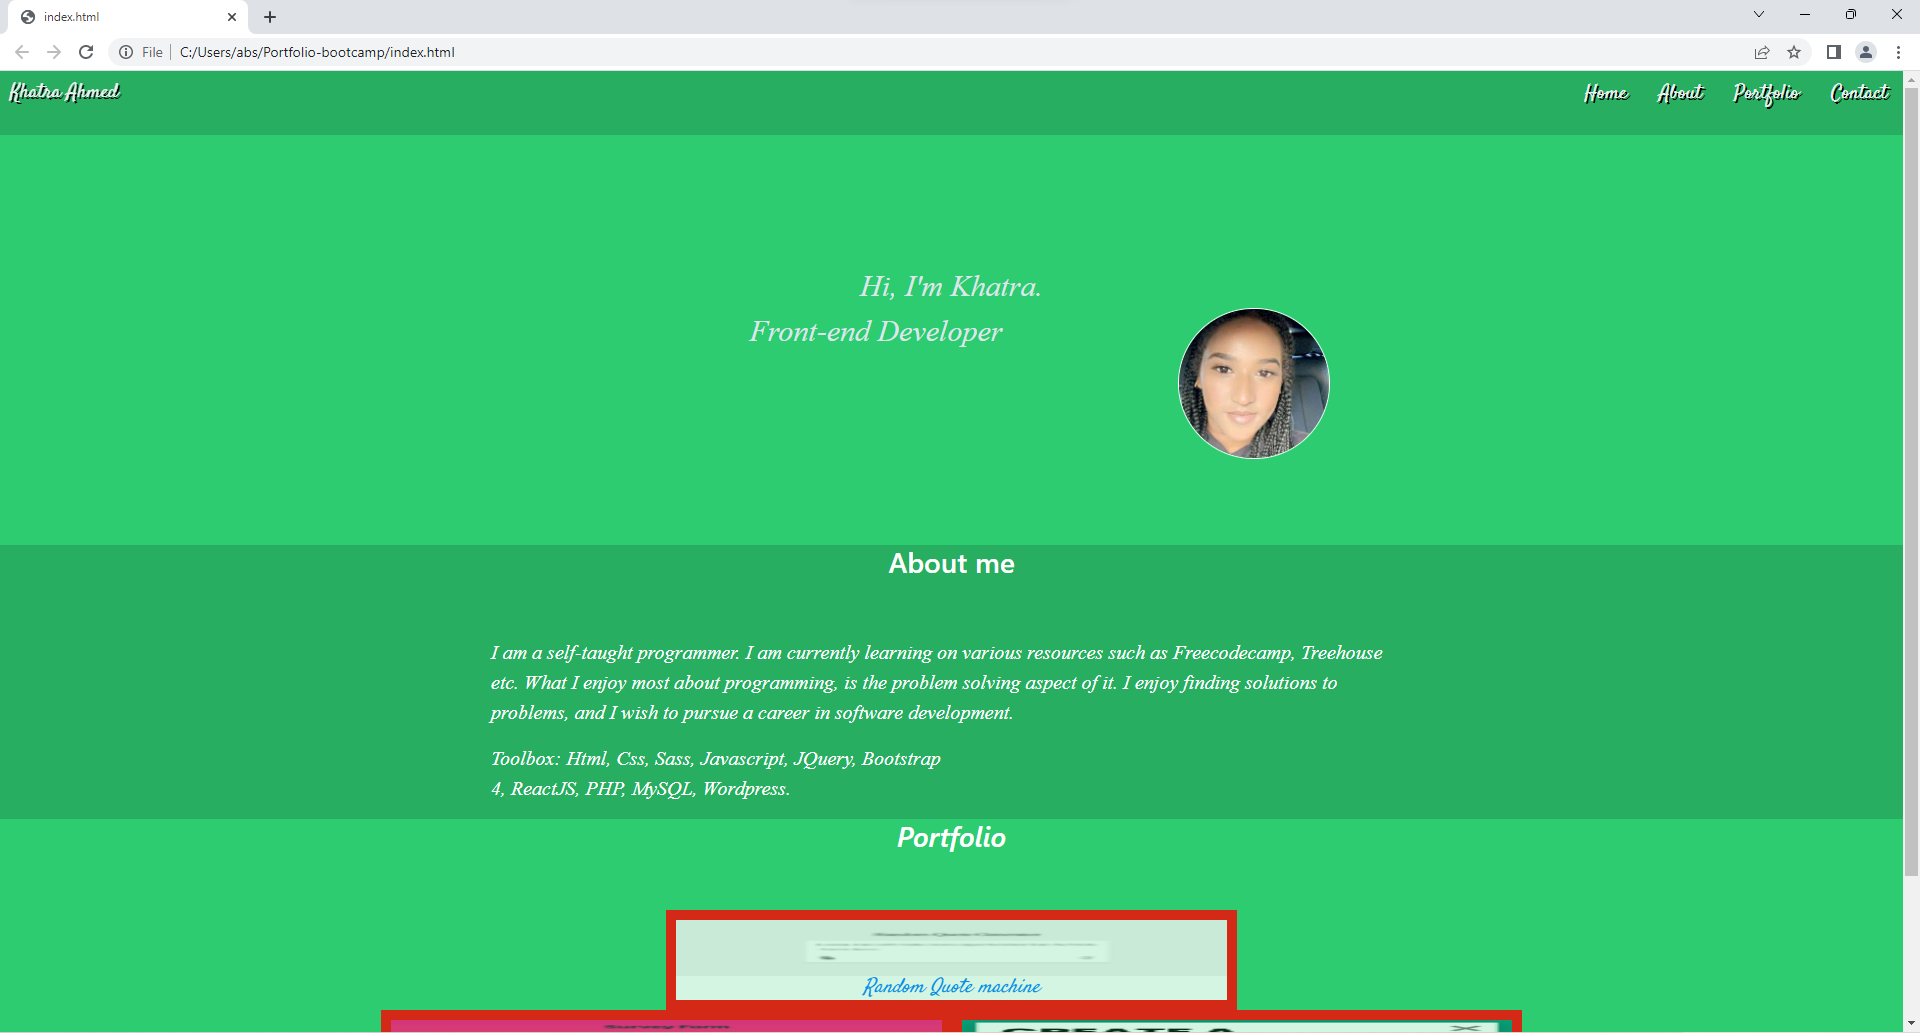 index.html
File
C:/Users/abs/Portfolio-bootcamp/index.html
Khatra Ahmed
Home About Portfolio Contact
Hi, I'm Khatra.
Front-end Developer
About me
I am a self-taught programmer. I am currently learning on various resources such as Freecodecamp, Treehouse
etc. What I enjoy most about programming, is the problem solving aspect of it. I enjoy finding solutions to
problems, and I wish to pursue a career in software development.
Toolbox: Html, Css, Sass, Javascript, JQuery, Bootstrap
4, ReactJS, PHP, MySQL, Wordpress.
Portfolio
Random Quote machine
Survey Form
CREATE A